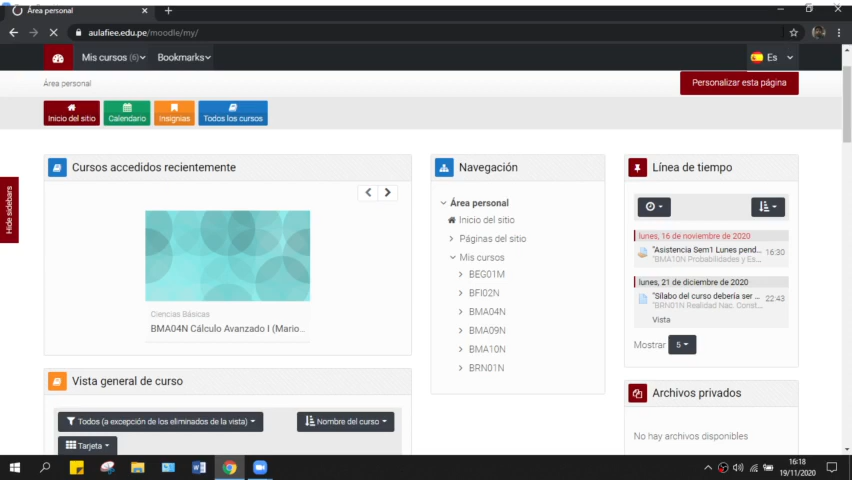 Área personal
aulafiee.edu.pe/moodle/my/
Mis cursos (6)
Bookmarks
Es
Área personal
Personalizar esta página
Inicio del sitio
Calendario
Insignias
Todos los cursos
Hide sidebars
Cursos accedidos recientemente
Ciencias Básicas
BMA04N Cálculo Avanzado I (Mario...
Vista general de curso
Todos (a excepción de los eliminados de la vista)
Nombre del curso
Tarjeta
Navegación
Área personal
Inicio del sitio
Páginas del sitio
Mis cursos
BEG01M
BFI02N
BMA04N
BMA09N
BMA10N
BRN01N
Línea de tiempo
lunes, 16 de noviembre de 2020
"Asistencia Sem1 Lunes pend... 16:30
"BMA10N Probabilidades y Es...
lunes, 21 de diciembre de 2020
"Sílabo del curso debería ser ... 22:43
"BRN01N Realidad Nac. Const...
Vista
Mostrar 5
Archivos privados
No hay archivos disponibles
16:18
19/11/2020